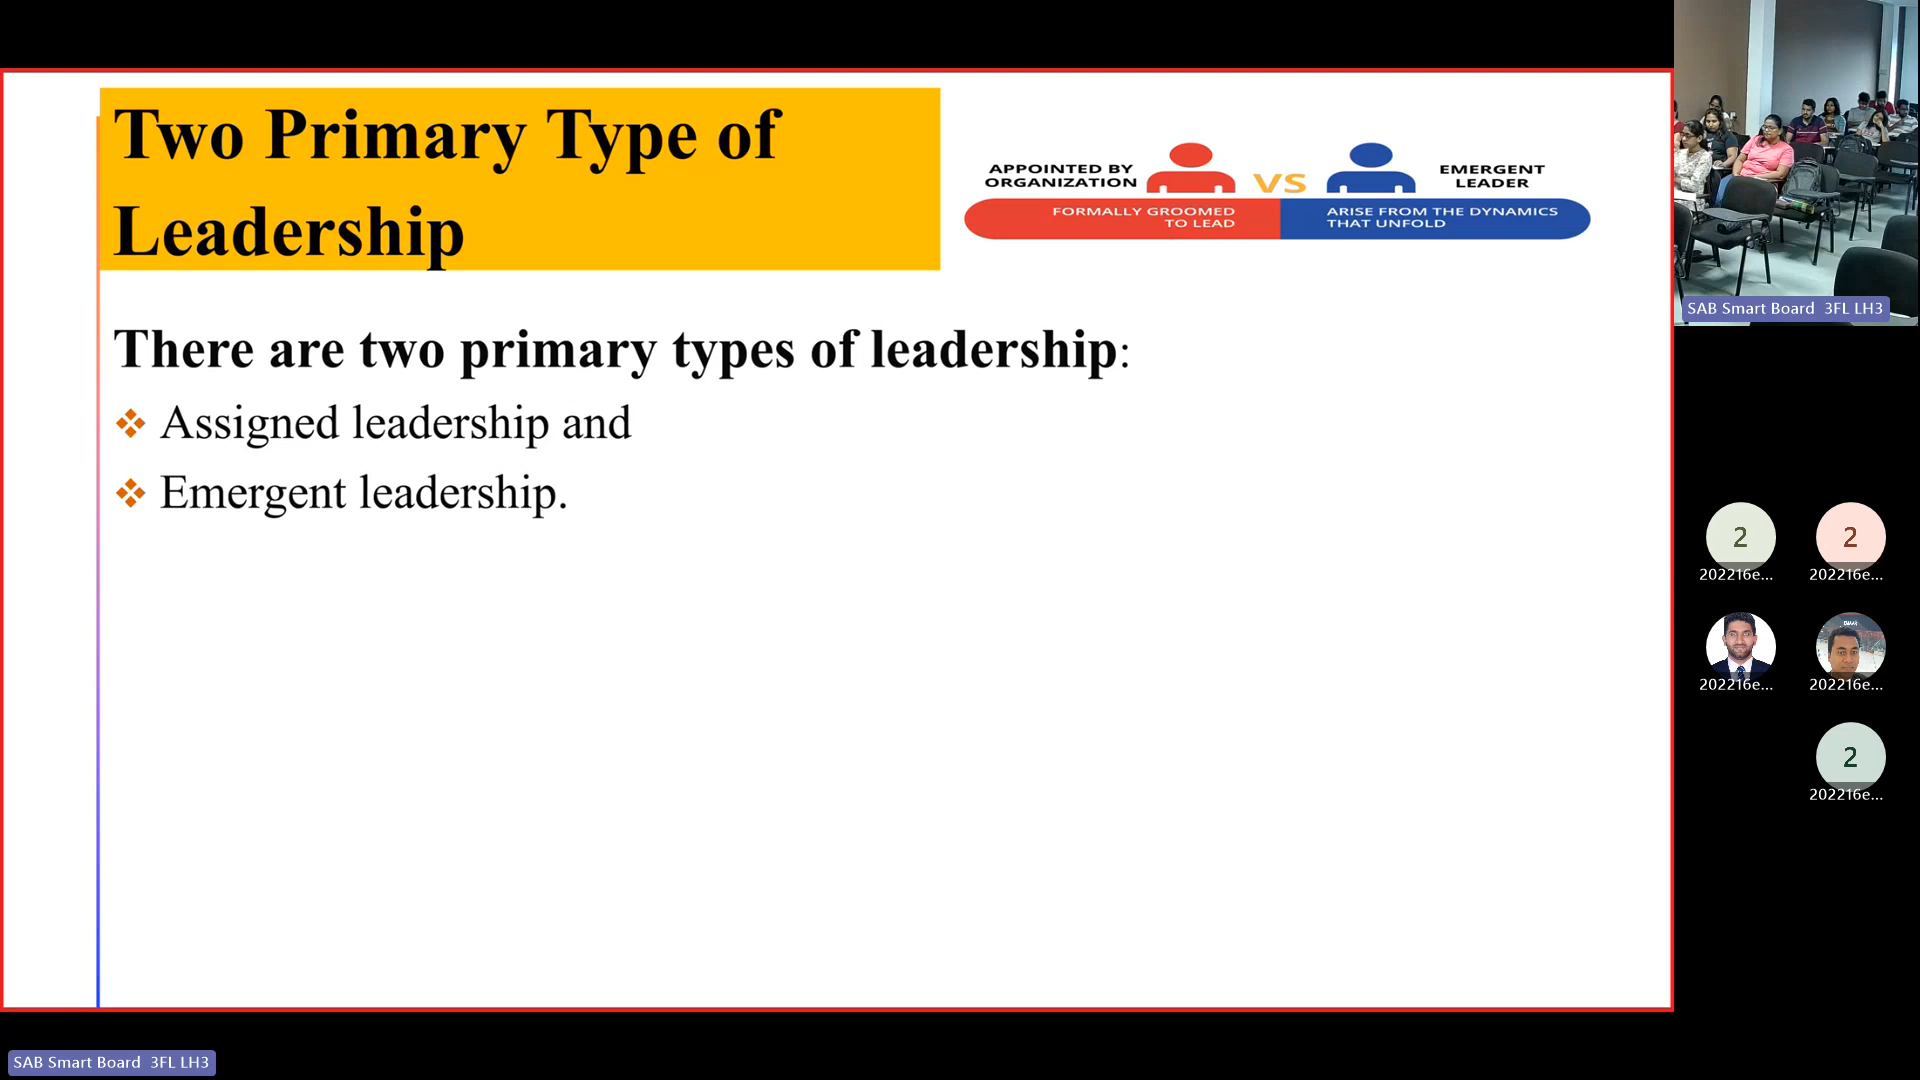 Two Primary Type of
Leadership
APPOINTED BY
ORGANIZATION
VS
EMERGENT
LEADER
FORMALLY GROOMED
TO LEAD
ARISE FROM THE DYNAMICS
THAT UNFOLD
There are two primary types of leadership:
Assigned leadership and
Emergent leadership.
SAB Smart Board 3FL LH3
2
202216e...
2
202216e...
202216e...
202216e...
2
202216e...
SAB Smart Board 3FL LH3